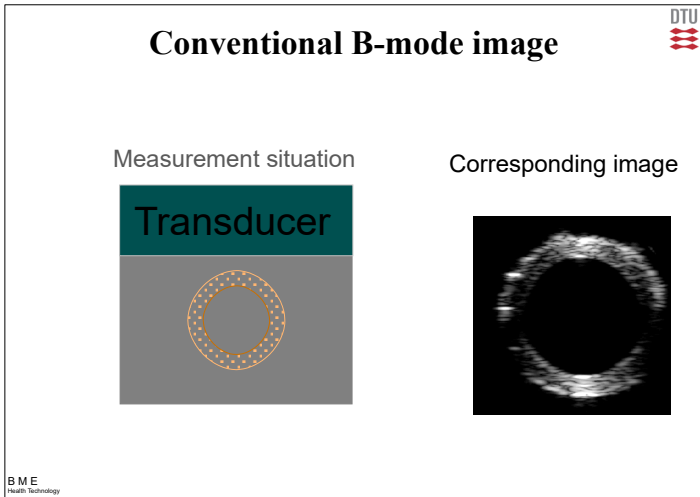 DTU
Conventional B-mode image
Measurement situation
Corresponding image
Transducer
B M E
Health Technology